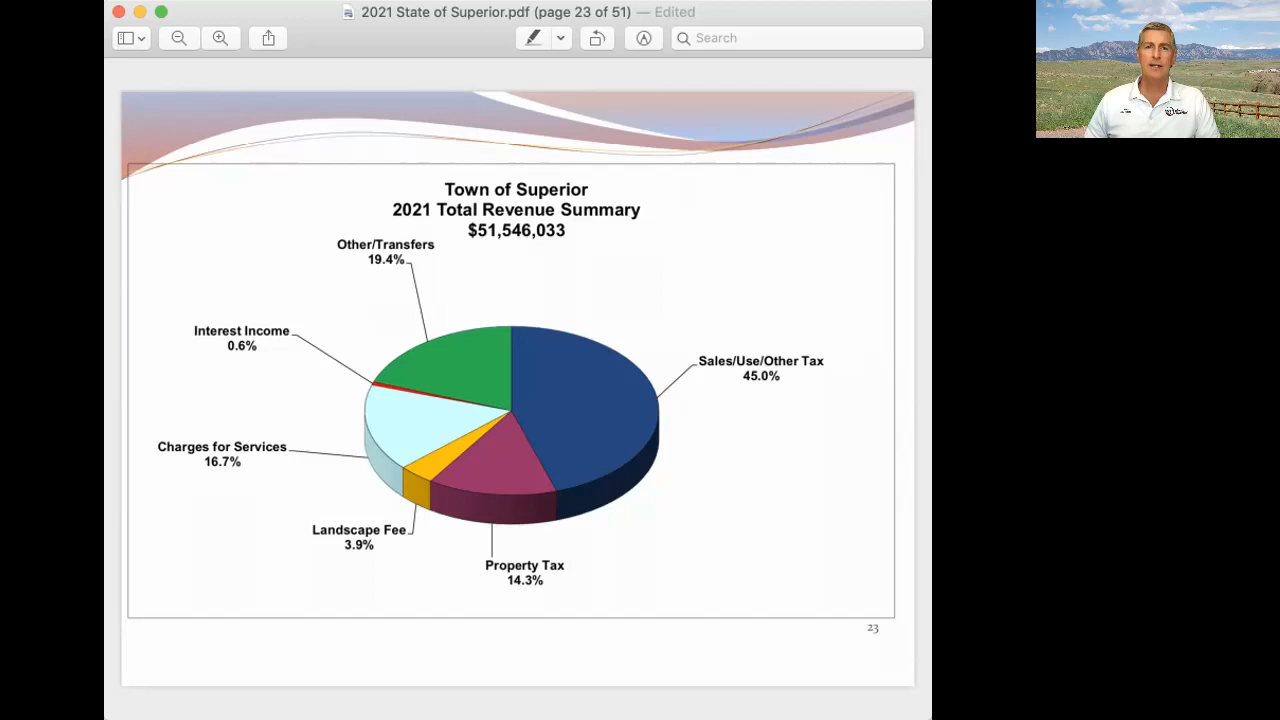 2021 State of Superior.pdf (page 23 of 51) — Edited
Search
Town of Superior
2021 Total Revenue Summary
$51,546,033
Other/Transfers
19.4%
Interest Income
0.6%
Sales/Use/Other Tax
45.0%
Charges for Services
16.7%
Landscape Fee
3.9%
Property Tax
14.3%
23